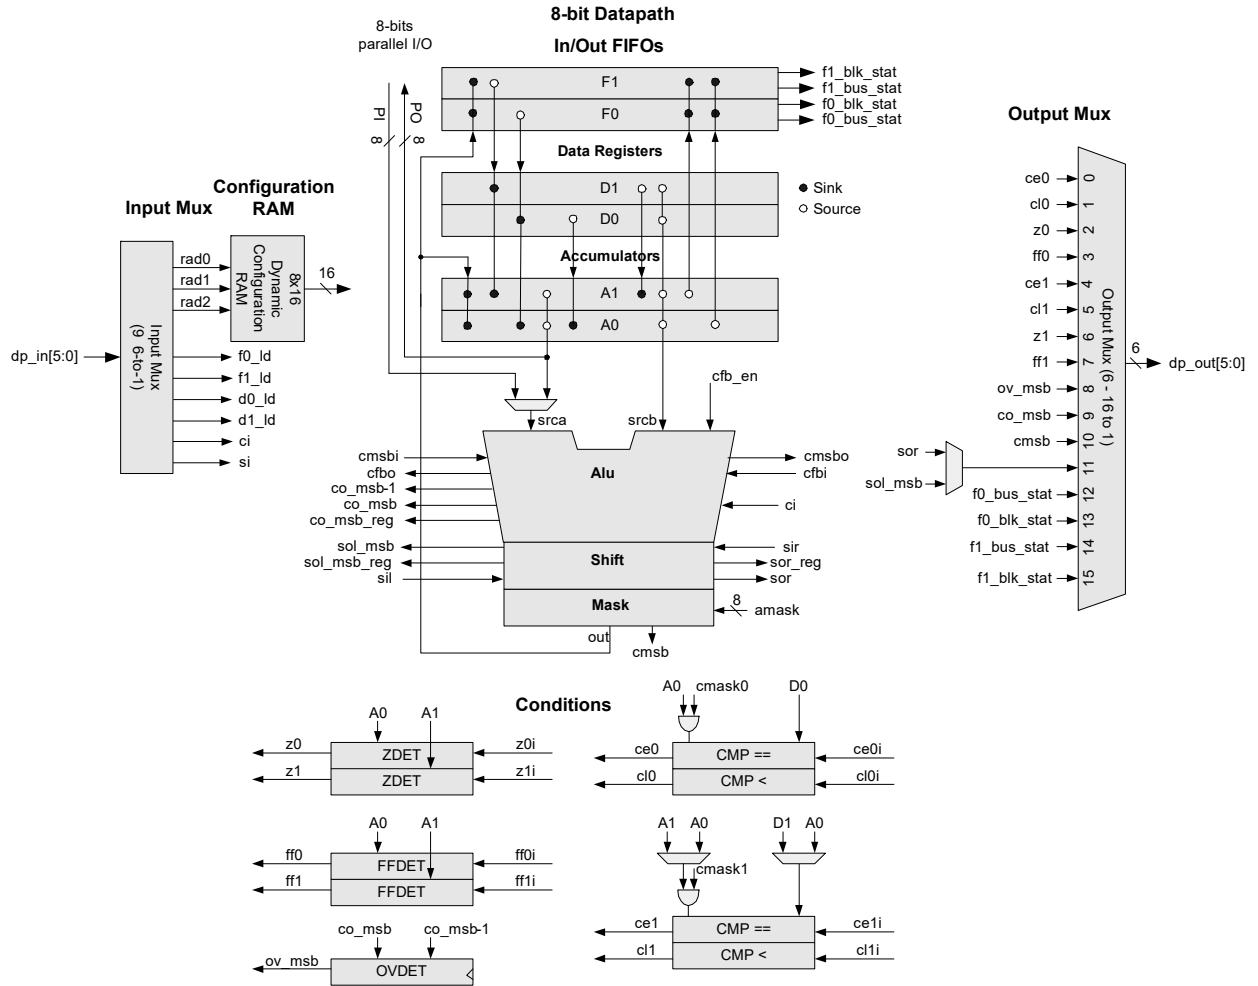 8-bit Datapath
8-bits
parallel I/O
In/Out FIFOs
F1
F0
f1_blk_stat
f1_bus_stat
f0_blk_stat
f0_bus_stat
PI
PO
8
8
Data Registers
D1
D0
Sink
Source
Accumulators
A1
A0
Input Mux
Configuration
RAM
dp_in[5:0]
Input Mux
(9 6-to-1)
rad0
rad1
rad2
f0_ld
f1_ld
d0_ld
d1_ld
ci
si
8x16
Dynamic
Configuration
RAM
16
cfb_en
srca
srcb
cmsbi
cfbo
co_msb-1
co_msb
co_msb_reg
sol_msb
sol_msb_reg
sil
Alu
Shift
Mask
cmsbo
cfbi
ci
sir
sor_reg
sor
8
amask
out
cmsb
Output Mux
ce0
cl0
z0
ff0
ce1
cl1
z1
ff1
ov_msb
co_msb
cmsb
sor
sol_msb
f0_bus_stat
f0_blk_stat
f1_bus_stat
f1_blk_stat
0
1
2
3
4
5
6
7
8
9
10
11
12
13
14
15
Output Mux (6 - 16 to 1)
6
dp_out[5:0]
Conditions
A0
A1
z0
ZDET
z0i
z1
ZDET
z1i
A0
A1
ff0
FFDET
ff0i
ff1
FFDET
ff1i
co_msb
co_msb-1
ov_msb
OVDET
A0
cmask0
D0
ce0
CMP ==
ce0i
cl0
CMP <
cl0i
A1
A0
D1
A0
cmask1
ce1
CMP ==
ce1i
cl1
CMP <
cl1i